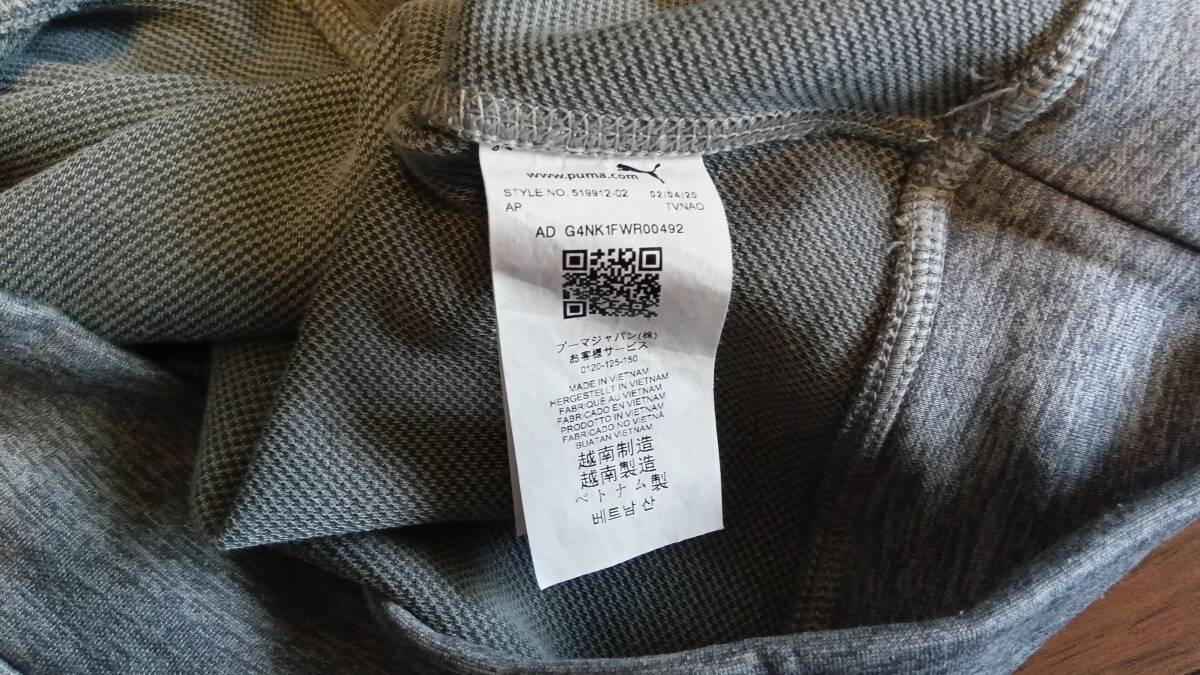 www.puma.com
STYLE NO. 519912-02 02/04/20
AP TVNAO
AD G4NK1FWR00492
プーマジャパン(株)
お客様サービス
0120-125-150
MADE IN VIETNAM
HERGESTELLT IN VIETNAM
FABRIQUÉ AU VIETNAM
FABRICADO EN VIETNAM
PRODOTTO IN VIETNAM
FABRICADO NO VIETNÃ
BUATAN VIETNAM
越南制造
越南製造
ベトナム製
베트남 산